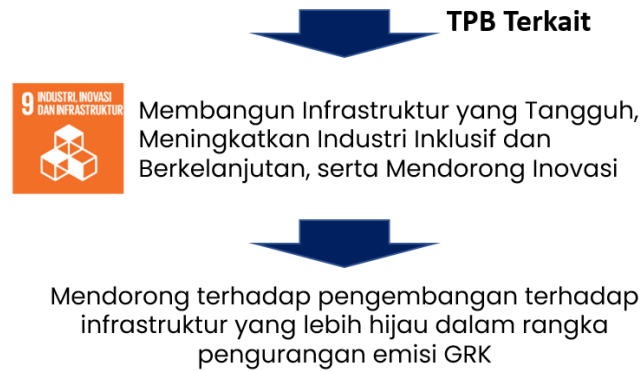 TPB Terkait
9 INDUSTRI, INOVASI
DAN INFRASTRUKTUR
Membangun Infrastruktur yang Tangguh,
Meningkatkan Industri Inklusif dan
Berkelanjutan, serta Mendorong Inovasi
Mendorong terhadap pengembangan terhadap
infrastruktur yang lebih hijau dalam rangka
pengurangan emisi GRK